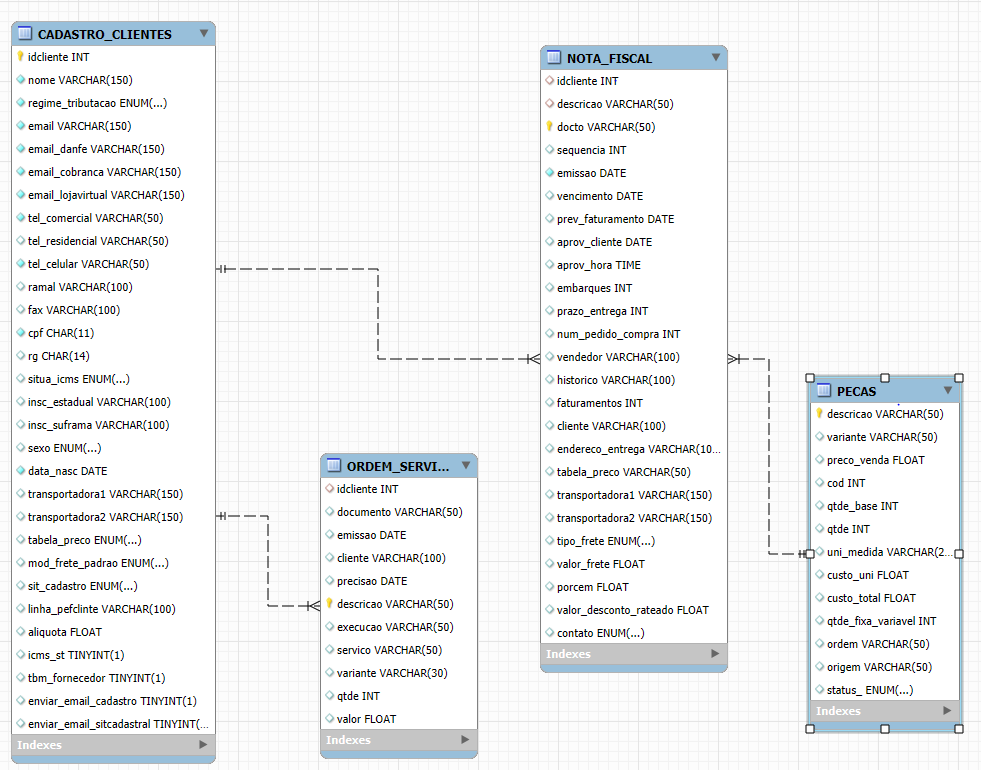 CADASTRO_CLIENTES
idcliente INT
nome VARCHAR(150)
regime_tributacao ENUM(...)
email VARCHAR(150)
email_danfe VARCHAR(150)
email_cobranca VARCHAR(150)
email_lojavirtual VARCHAR(150)
tel_comercial VARCHAR(50)
tel_residencial VARCHAR(50)
tel_celular VARCHAR(50)
ramal VARCHAR(100)
fax VARCHAR(100)
cpf CHAR(11)
rg CHAR(14)
situa_icms ENUM(...)
insc_estadual VARCHAR(100)
insc_suframa VARCHAR(100)
sexo ENUM(...)
data_nasc DATE
transportadora1 VARCHAR(150)
transportadora2 VARCHAR(150)
tabela_preco ENUM(...)
mod_frete_padrao ENUM(...)
sit_cadastro ENUM(...)
linha_pefclinte VARCHAR(100)
aliquota FLOAT
icms_st TINYINT(1)
tbm_fornecedor TINYINT(1)
enviar_email_cadastro TINYINT(1)
enviar_email_sitcadastral TINYINT(...
Indexes
ORDEM_SERVI...
idcliente INT
documento VARCHAR(50)
emissao DATE
cliente VARCHAR(100)
precisao DATE
descricao VARCHAR(50)
execucao VARCHAR(50)
servico VARCHAR(50)
variante VARCHAR(30)
qtde INT
valor FLOAT
Indexes
NOTA_FISCAL
idcliente INT
descricao VARCHAR(50)
docto VARCHAR(50)
sequencia INT
emissao DATE
vencimento DATE
prev_faturamento DATE
aprov_cliente DATE
aprov_hora TIME
embarques INT
prazo_entrega INT
num_pedido_compra INT
vendedor VARCHAR(100)
historico VARCHAR(100)
faturamentos INT
cliente VARCHAR(100)
endereco_entrega VARCHAR(10...
tabela_preco VARCHAR(50)
transportadora1 VARCHAR(150)
transportadora2 VARCHAR(150)
tipo_frete ENUM(...)
valor_frete FLOAT
porcem FLOAT
valor_desconto_rateado FLOAT
contato ENUM(...)
Indexes
PECAS
descricao VARCHAR(50)
variante VARCHAR(50)
preco_venda FLOAT
cod INT
qtde_base INT
qtde INT
uni_medida VARCHAR(2...
custo_uni FLOAT
custo_total FLOAT
qtde_fixa_variavel INT
ordem VARCHAR(50)
origem VARCHAR(50)
status_ ENUM(...)
Indexes